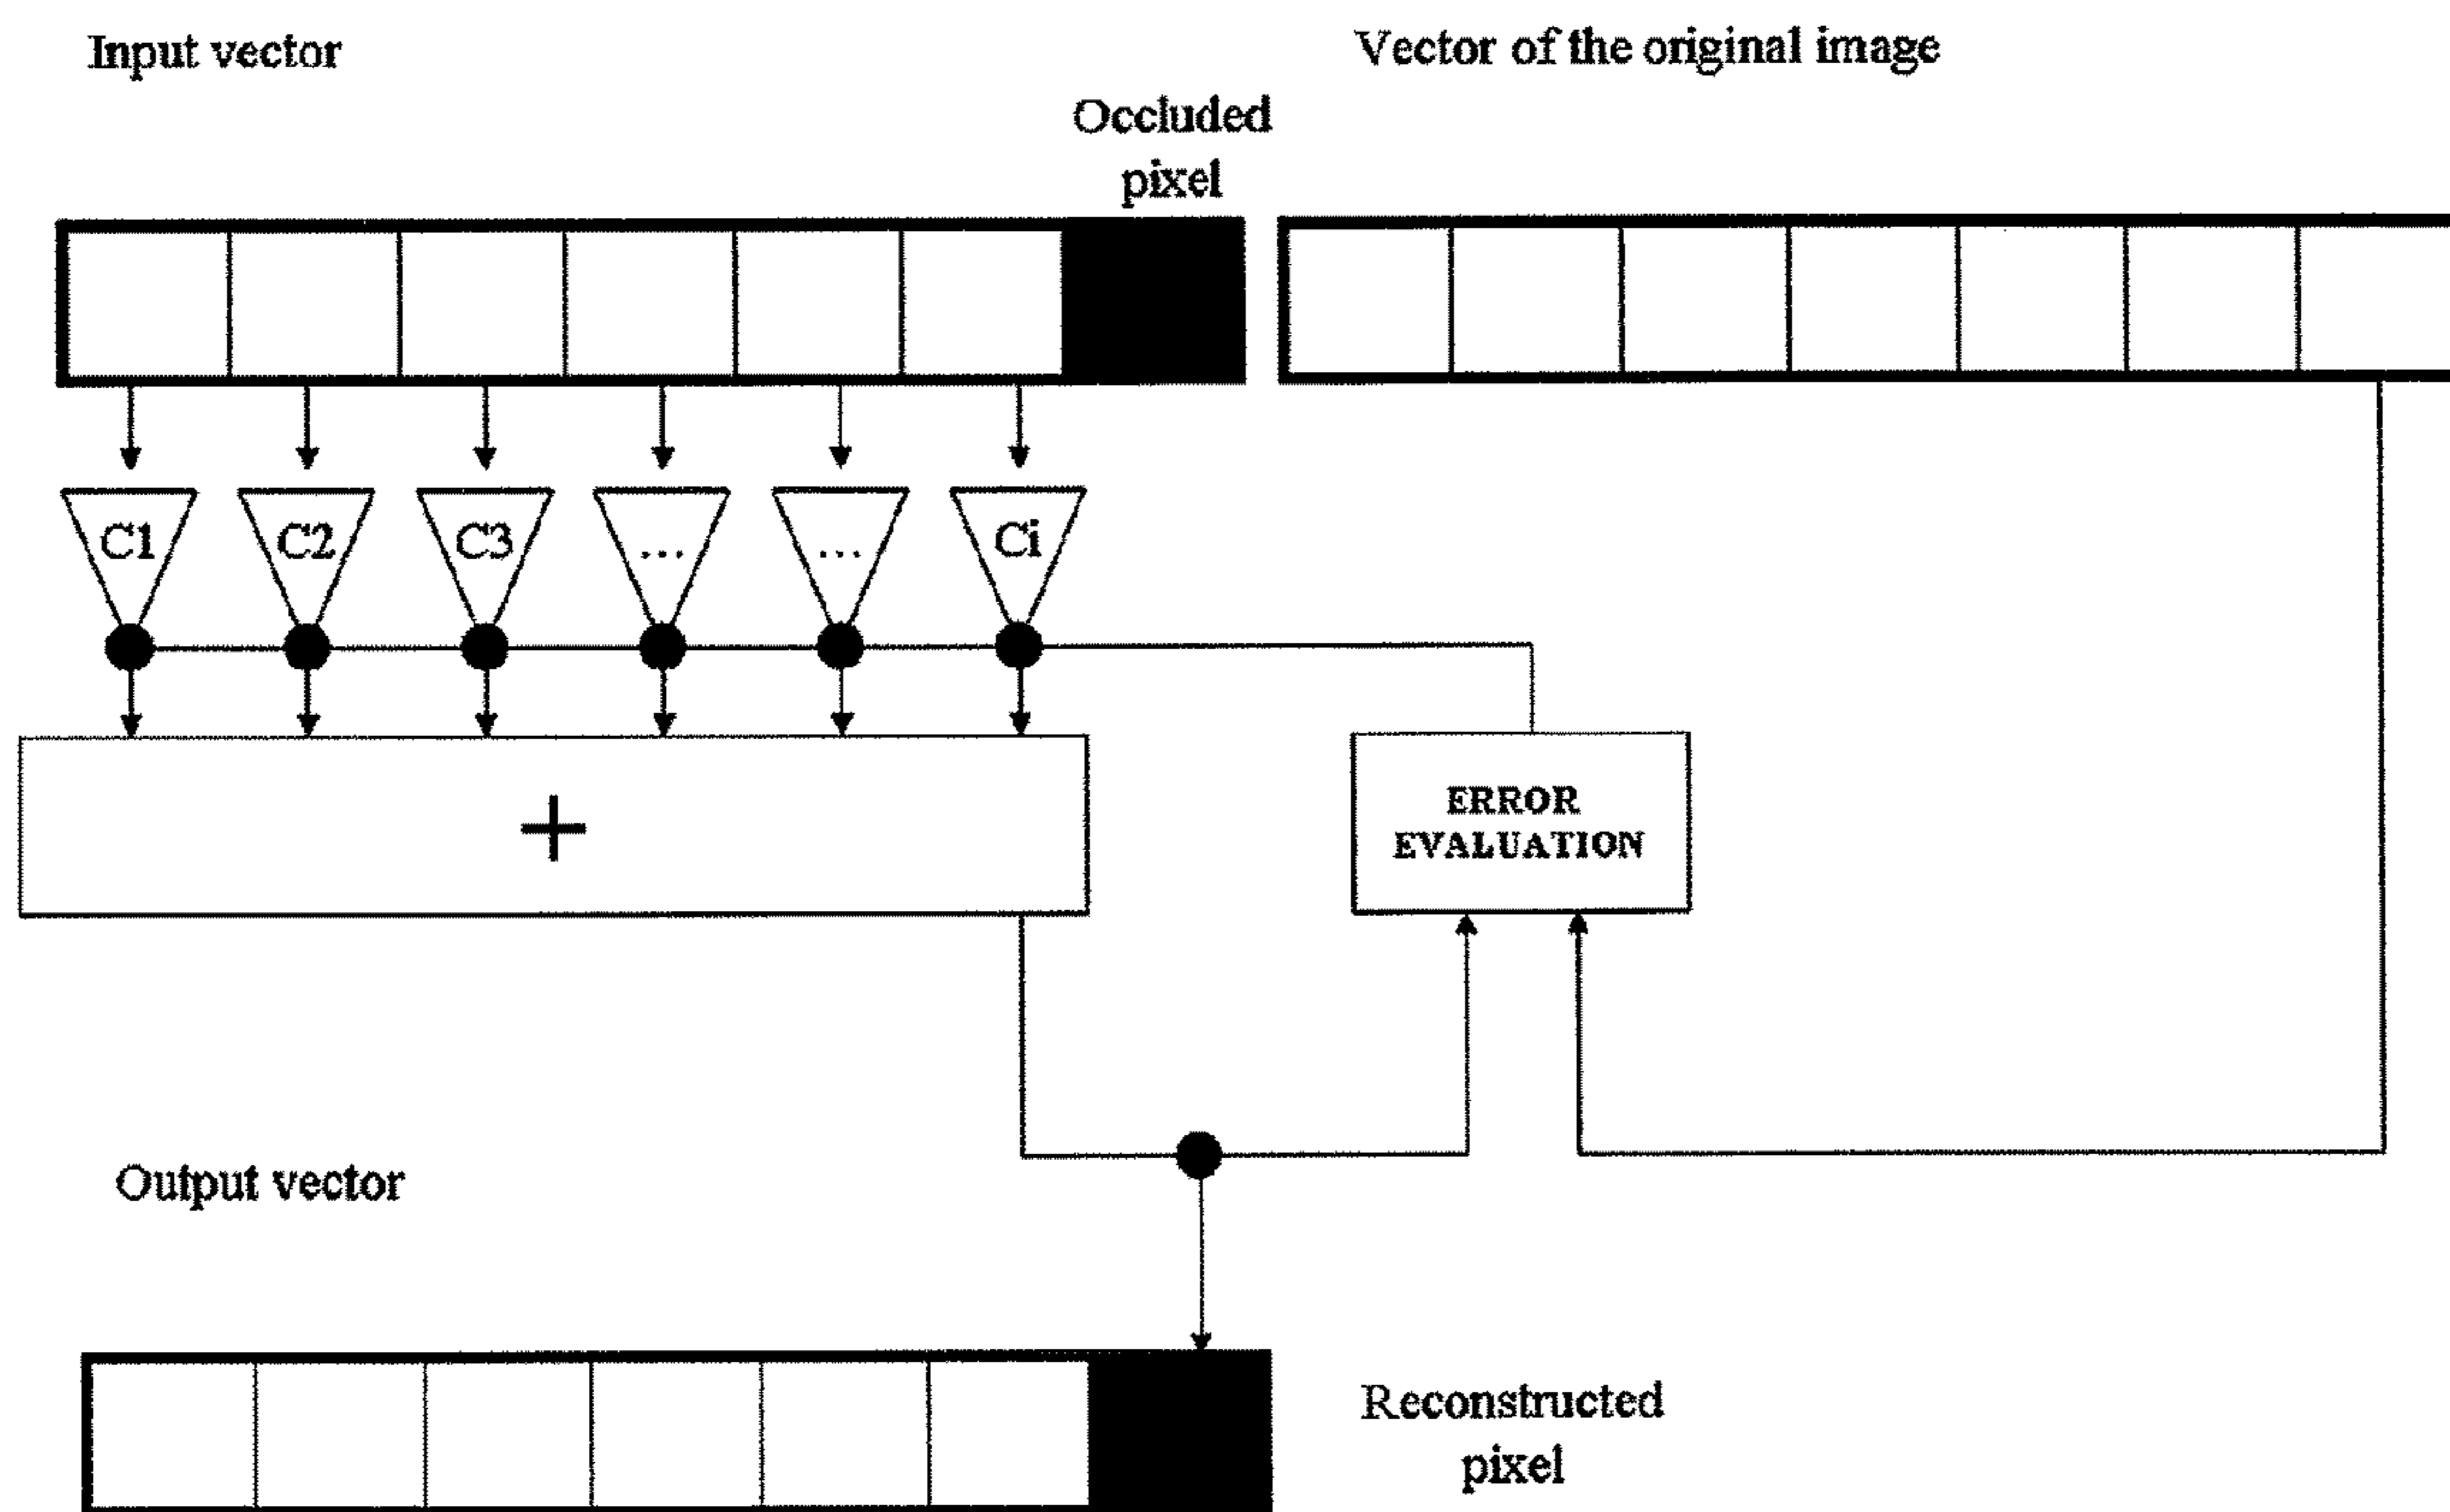 Input vector
Vector of the original image
Occluded
pixel
C1
C2
C3
...
...
Ci
+
ERROR
EVALUATION
Output vector
Reconstructed
pixel